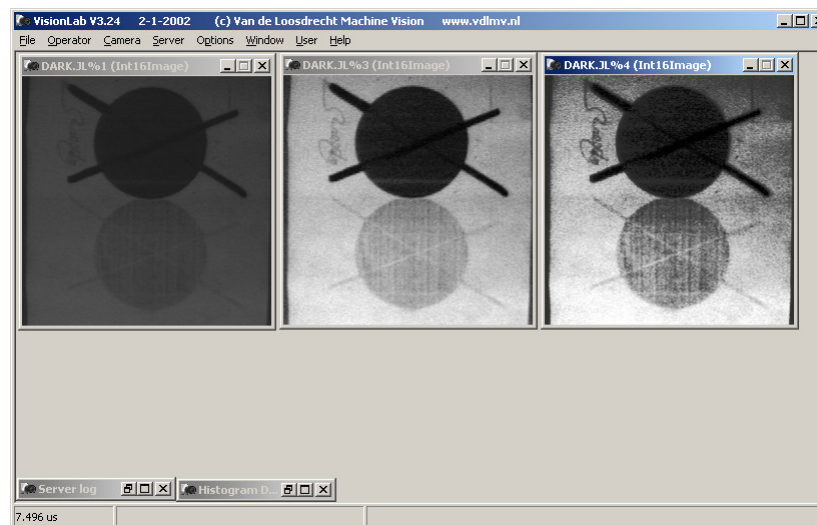 VisionLab V3.24 2-1-2002 (c) Van de Loosdrecht Machine Vision www.vdlmv.nl
File Operator Camera Server Options Window User Help
DARK.JL%1 (Int16Image)
DARK.JL%3 (Int16Image)
DARK.JL%4 (Int16Image)
Server log
Histogram D...
7.496 us